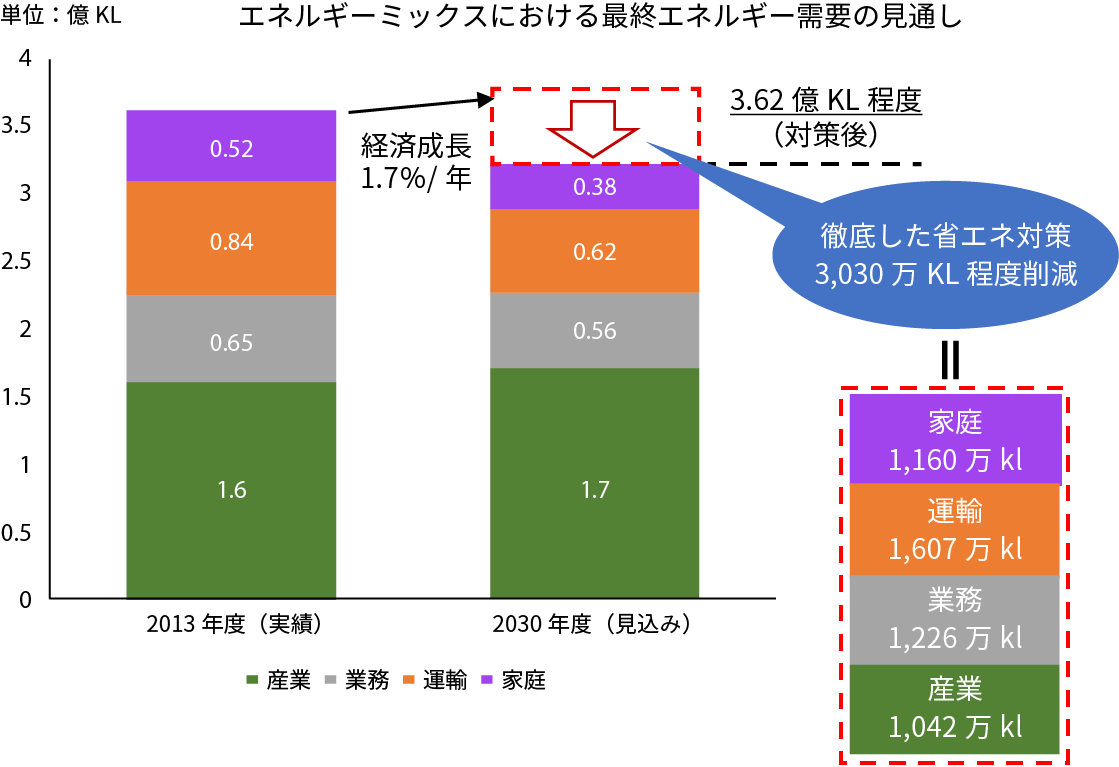 単位：億 KL
エネルギーミックスにおける最終エネルギー需要の見通し
4
3.5
3
2.5
2
1.5
1
0.5
0
0.52
0.84
0.65
1.6
経済成長
1.7%/ 年
0.38
0.62
0.56
1.7
3.62 億 KL 程度
（対策後）
徹底した省エネ対策
3,030 万 KL 程度削減
家庭
1,160 万 kl
運輸
1,607 万 kl
業務
1,226 万 kl
産業
1,042 万 kl
2013 年度（実績）
2030 年度（見込み）
産業 業務 運輸 家庭